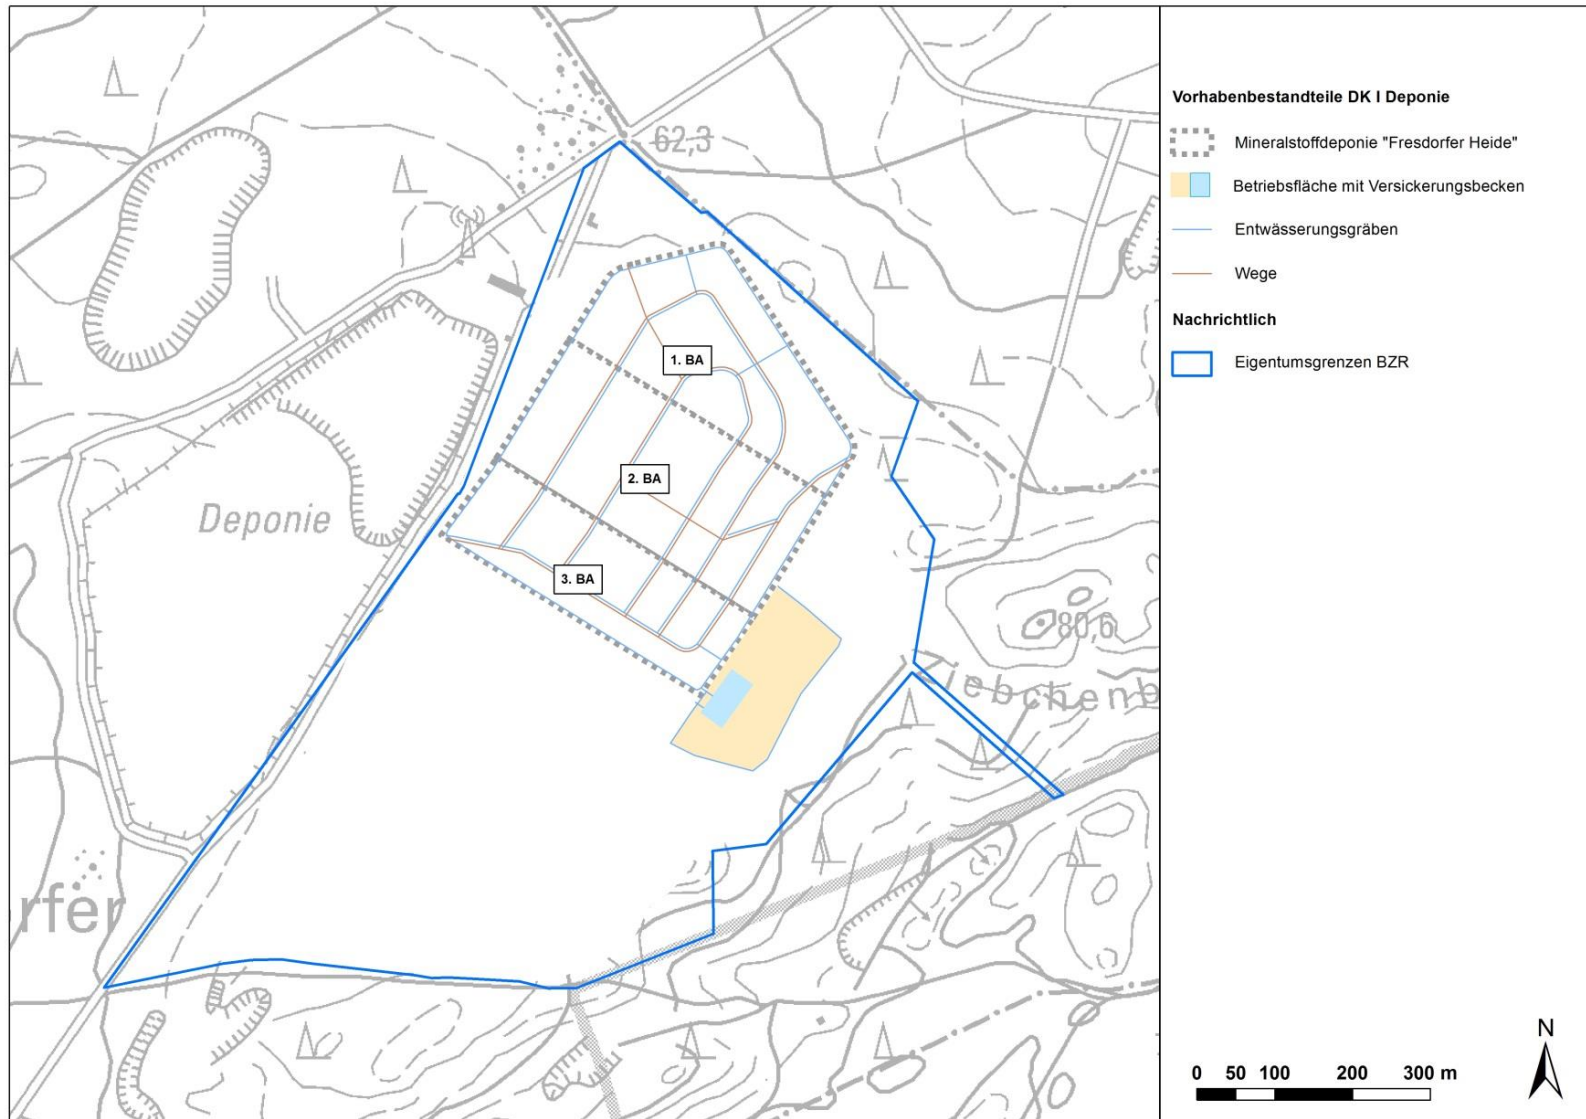 62,3
1. BA
Deponie
2. BA
3. BA
80,6
Ziebchenb
rfer
Vorhabenbestandteile DK I Deponie
Mineralstoffdeponie "Fresdorfer Heide"
Betriebsfläche mit Versickerungsbecken
Entwässerungsgräben
Wege
Nachrichtlich
Eigentumsgrenzen BZR
N
0 50 100 200 300 m